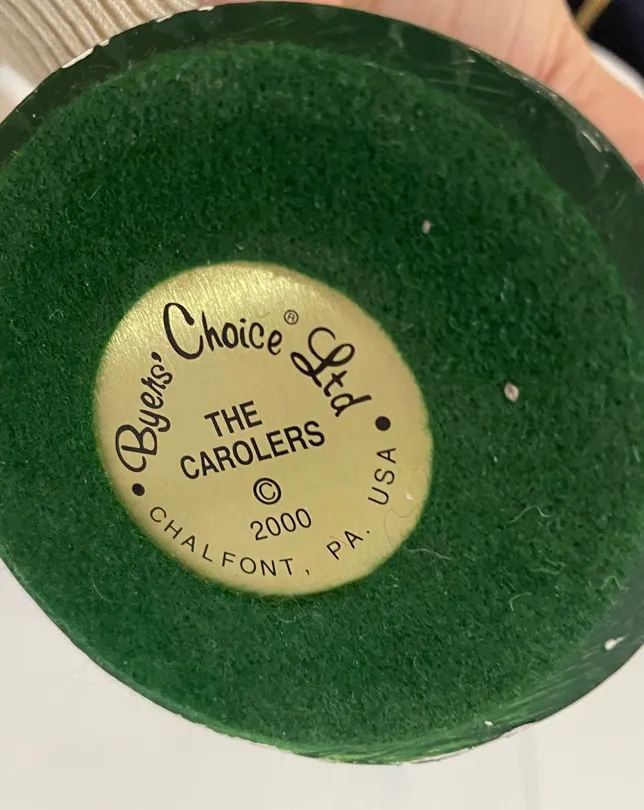 Byers' Choice® Ltd
THE
CAROLERS
©
2000
• CHALFONT, PA. USA •